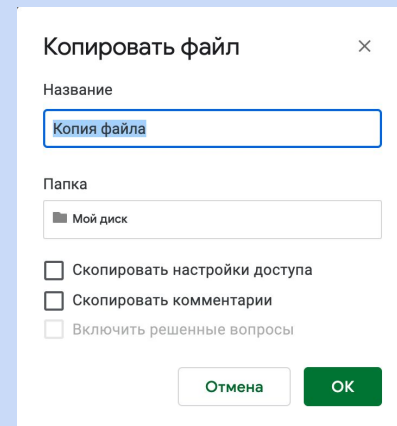 Копировать файл
Название
Копия файла
Папка
Мой диск
Скопировать настройки доступа
Скопировать комментарии
Включить решенные вопросы
Отмена
ОК